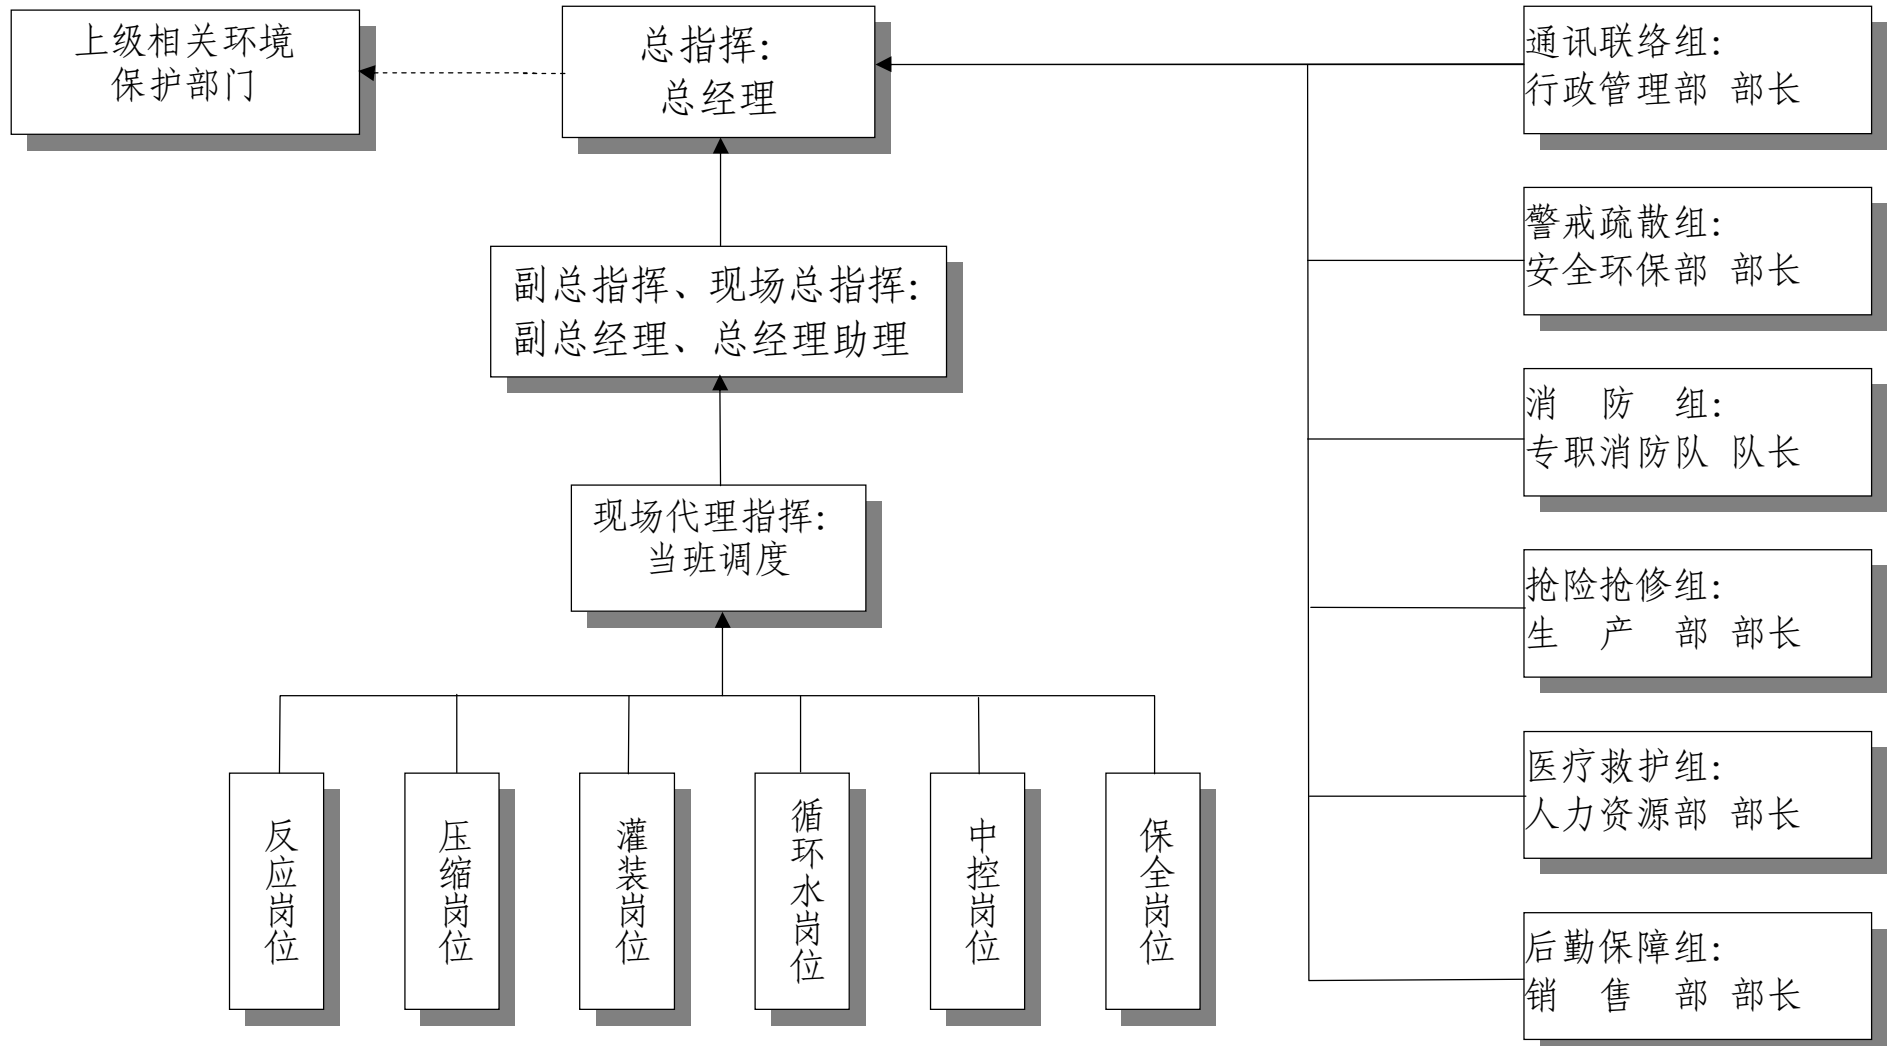 上级相关环境
保护部门
总指挥：
总经理
通讯联络组：
行政管理部 部长
警戒疏散组：
安全环保部 部长
副总指挥、现场总指挥：
副总经理、总经理助理
消 防 组：
专职消防队 队长
现场代理指挥：
当班调度
抢险抢修组：
生 产 部 部长
医疗救护组：
人力资源部 部长
后勤保障组：
销 售 部 部长
反应岗位
压缩岗位
灌装岗位
循环水岗位
中控岗位
保全岗位